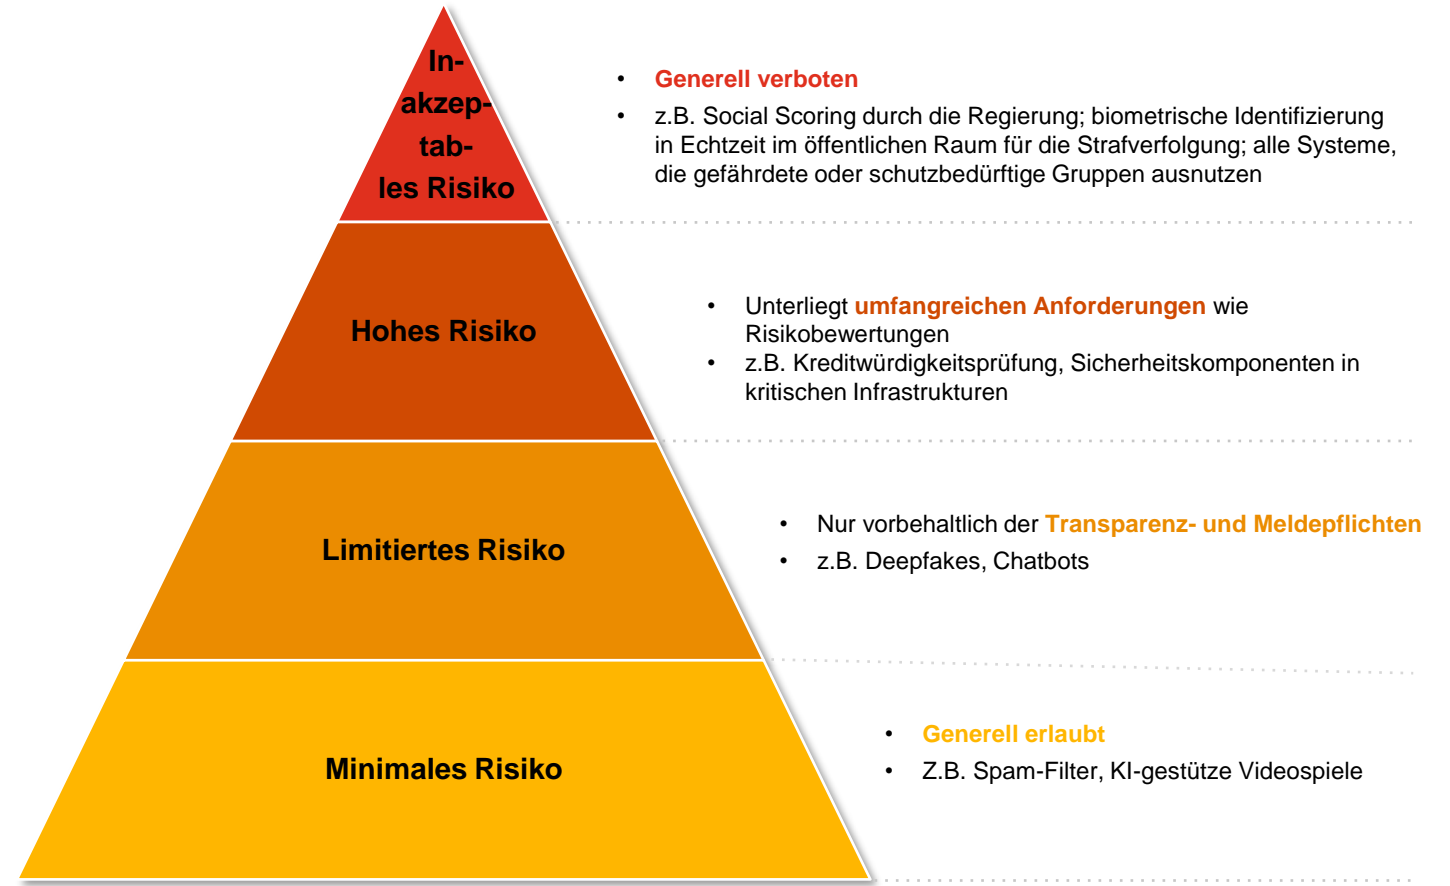 In-
akzep-
tab-
les Risiko
• Generell verboten
• z.B. Social Scoring durch die Regierung; biometrische Identifizierung
in Echtzeit im öffentlichen Raum für die Strafverfolgung; alle Systeme,
die gefährdete oder schutzbedürftige Gruppen ausnutzen
Hohes Risiko
• Unterliegt umfangreichen Anforderungen wie
Risikobewertungen
• z.B. Kreditwürdigkeitsprüfung, Sicherheitskomponenten in
kritischen Infrastrukturen
Limitiertes Risiko
• Nur vorbehaltlich der Transparenz- und Meldepflichten
• z.B. Deepfakes, Chatbots
Minimales Risiko
• Generell erlaubt
• Z.B. Spam-Filter, KI-gestütze Videospiele